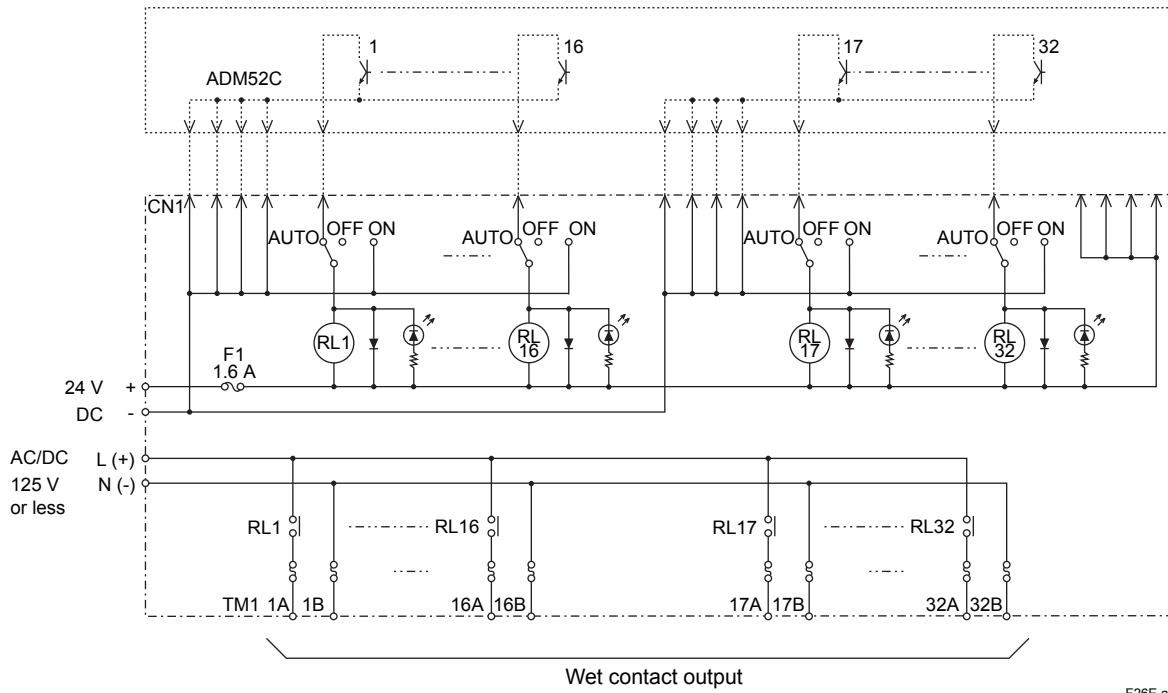 1
16
17
32
ADM52C
CN1
AUTO OFF ON
AUTO OFF ON
AUTO OFF ON
AUTO OFF ON
RL1
RL
16
RL
17
RL
32
F1
1.6 A
24 V +
DC -
AC/DC L (+)
125 V N (-)
or less
RL1
RL16
RL17
RL32
TM1 1A 1B
16A 16B
17A 17B
32A 32B
Wet contact output